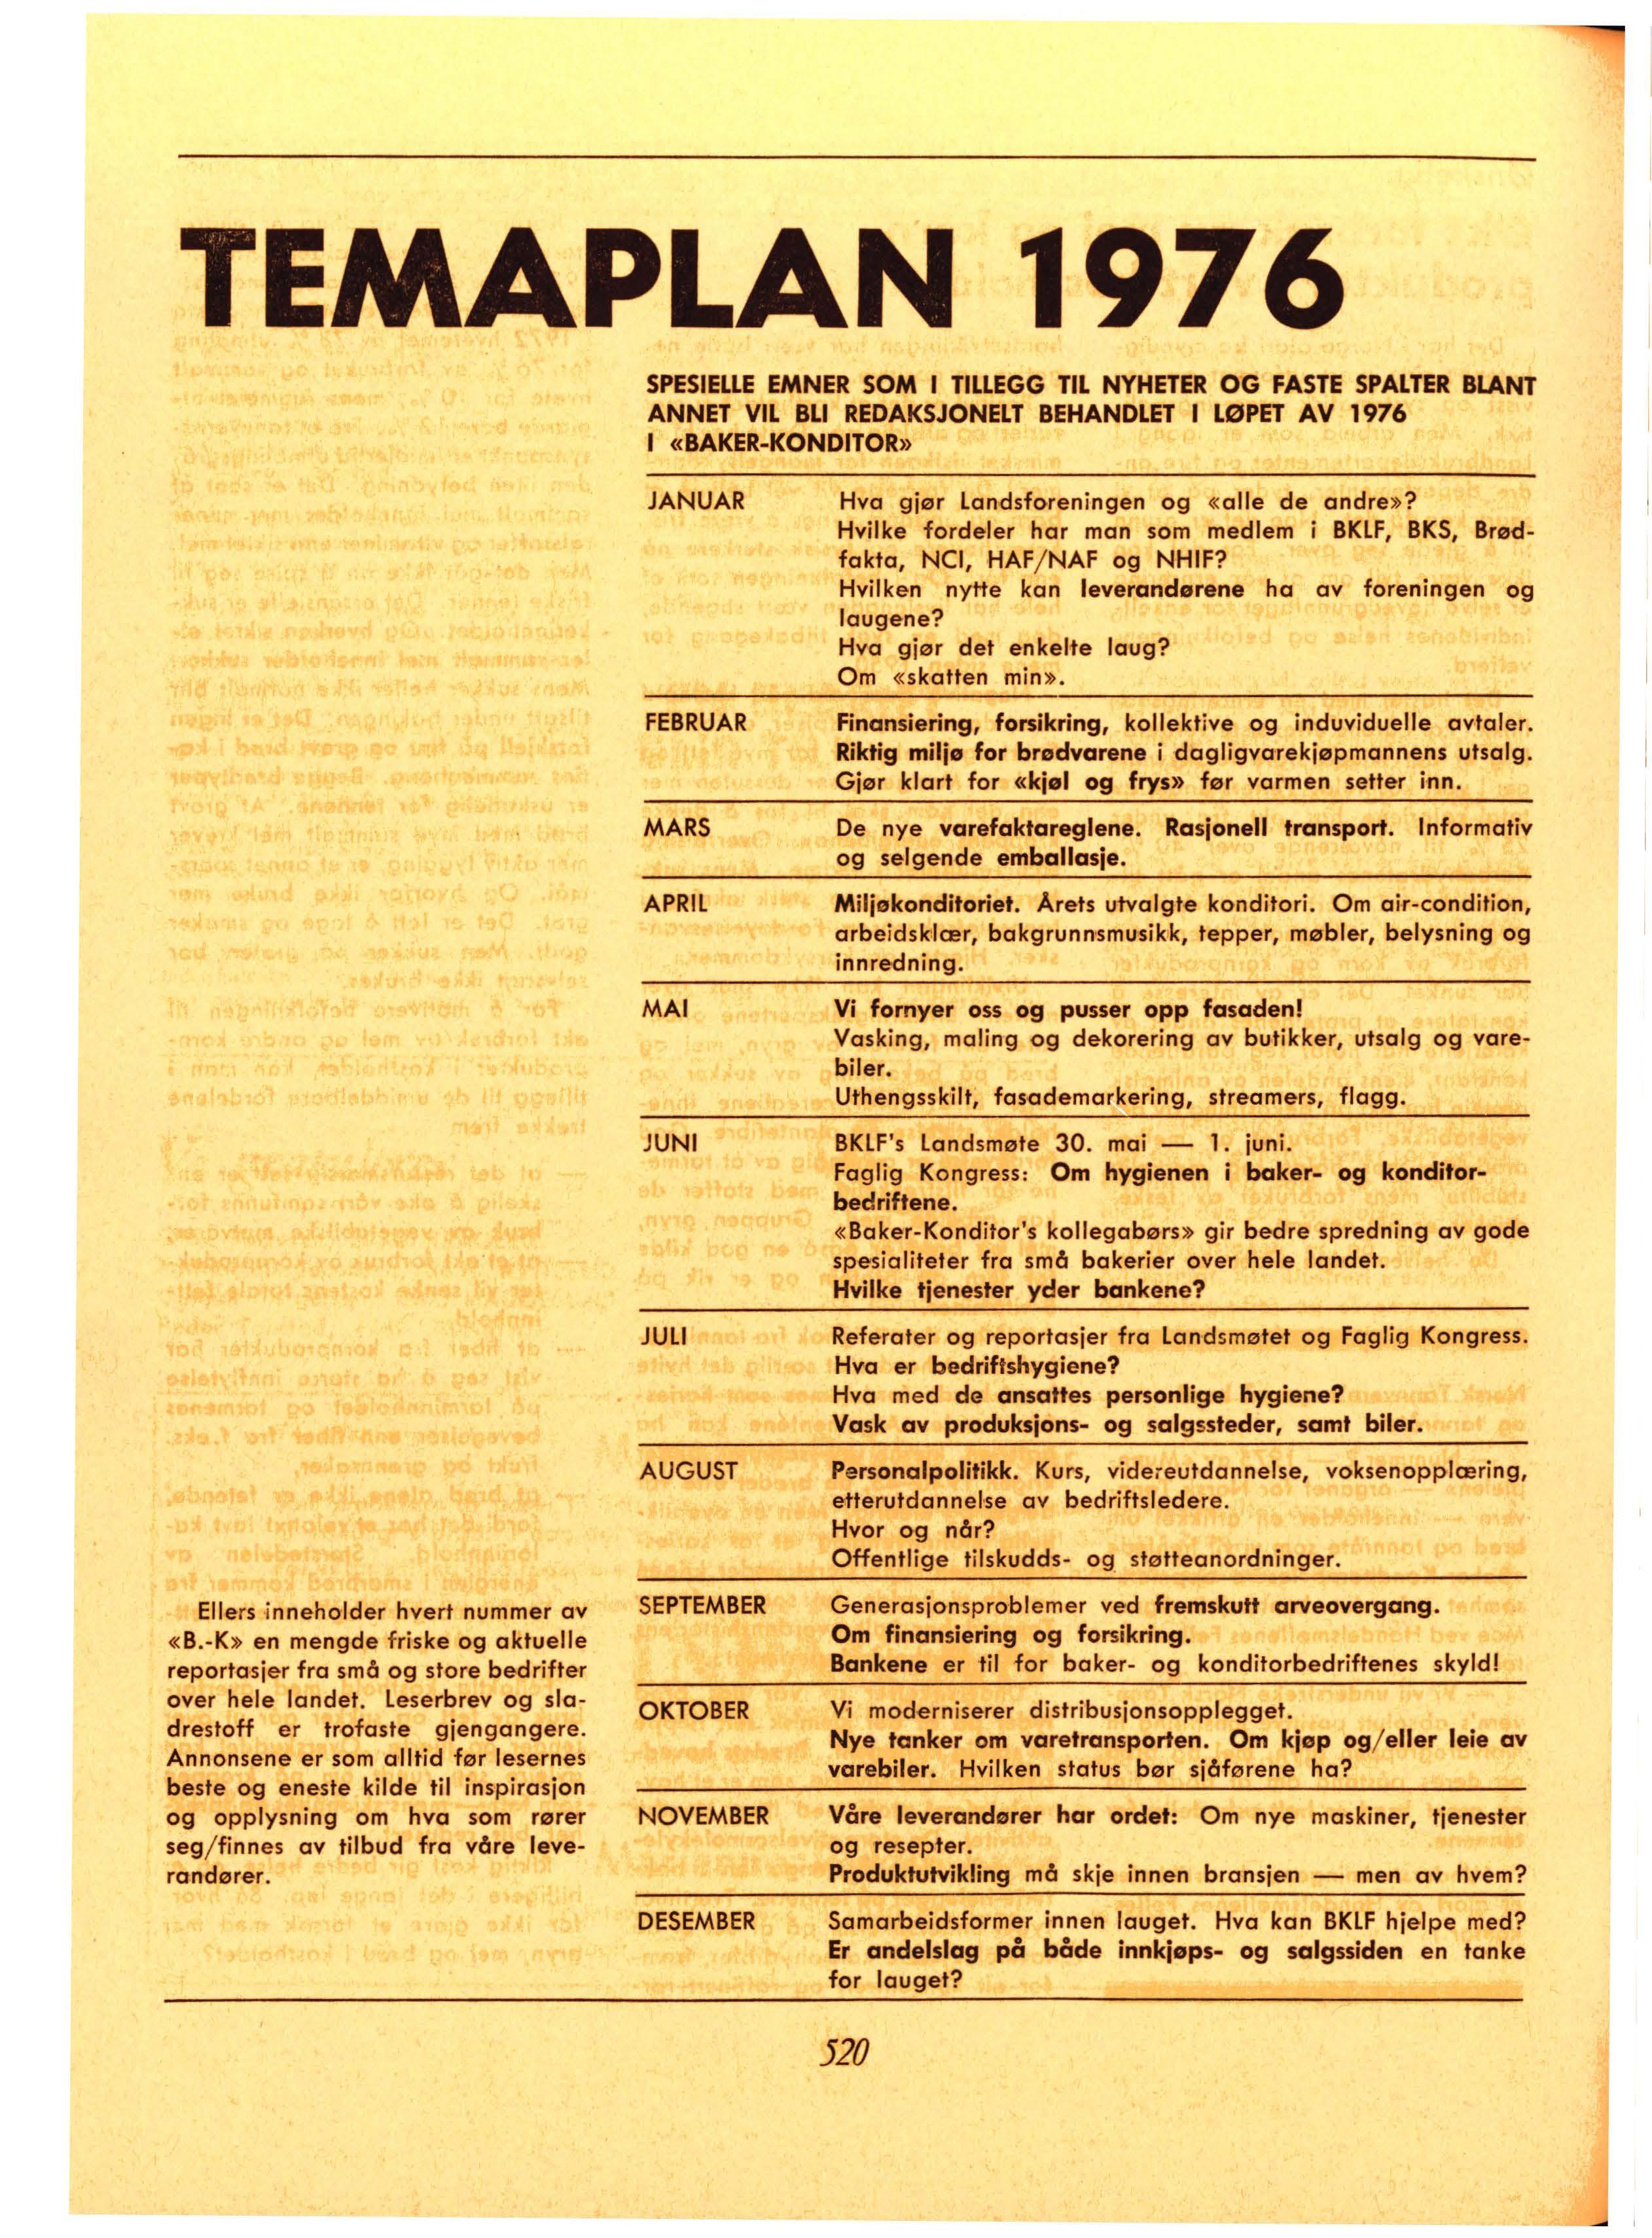 TEMAPLAN 1976
SPESIELLE EMNER SOM I TILLEGG TIL NYHETER OG FASTE SPALTER BLANT
ANNET VIL BLI REDAKSJONELT BEHANDLET I LØPET AV 1976
I «BAKER-KONDITOR»
JANUAR Hva gjør Landsforeningen og «alle de andre»?
Hvilke fordeler har man som medlem i BKLF, BKS, Brød-
fakta, NCI, HAF/NAF og NHIF?
Hvilken nytte kan leverandørene ha av foreningen og
laugene?
Hva gjør det enkelte laug?
Om «skatten min».
FEBRUAR Finansiering, forsikring, kollektive og induviduelle avtaler.
Riktig miljø for brødvarene i dagligvarekjøpmannens utsalg.
Gjør klart for «kjøl og frys» før varmen setter inn.
MARS De nye varefaktareglene. Rasjonell transport. Informativ
og selgende emballasje.
APRIL Miljøkonditoriet. Årets utvalgte konditori. Om air-condition,
arbeidsklær, bakgrunnsmusikk, tepper, møbler, belysning og
innredning.
MAI Vi fornyer oss og pusser opp fasaden!
Vasking, maling og dekorering av butikker, utsalg og vare-
biler.
Uthengsskilt, fasademarkering, streamers, flagg.
JUNI BKLF's Landsmøte 30. mai — 1. juni.
Faglig Kongress: Om hygienen i baker- og konditor-
bedriftene.
«Baker-Konditor's kollegabørs» gir bedre spredning av gode
spesialiteter fra små bakerier over hele landet.
Hvilke tjenester yder bankene?
JULI Referater og reportasjer fra Landsmøtet og Faglig Kongress.
Hva er bedriftshygiene?
Hva med de ansattes personlige hygiene?
Vask av produksjons- og salgssteder, samt biler.
AUGUST Personalpolitikk. Kurs, videreutdannelse, voksenopplæring,
etterutdannelse av bedriftsledere.
Hvor og når?
Offentlige tilskudds- og støtteanordninger.
SEPTEMBER Generasjonsproblemer ved fremskutt arveovergang.
Om finansiering og forsikring.
Bankene er til for baker- og konditorbedriftenes skyld!
OKTOBER Vi moderniserer distribusjonsopplegget.
Nye tanker om varetransporten. Om kjøp og/eller leie av
varebiler. Hvilken status bør sjåførene ha?
NOVEMBER Våre leverandører har ordet: Om nye maskiner, tjenester
og resepter.
Produktutvikling må skje innen bransjen — men av hvem?
DESEMBER Samarbeidsformer innen lauget. Hva kan BKLF hjelpe med?
Er andelslag på både innkjøps- og salgssiden en tanke
for lauget?
Ellers inneholder hvert nummer av
«B.-K» en mengde friske og aktuelle
reportasjer fra små og store bedrifter
over hele landet. Leserbrev og sla-
drestoff er trofaste gjengangere.
Annonsene er som alltid før lesernes
beste og eneste kilde til inspirasjon
og opplysning om hva som rører
seg/finnes av tilbud fra våre leve-
randører.
520